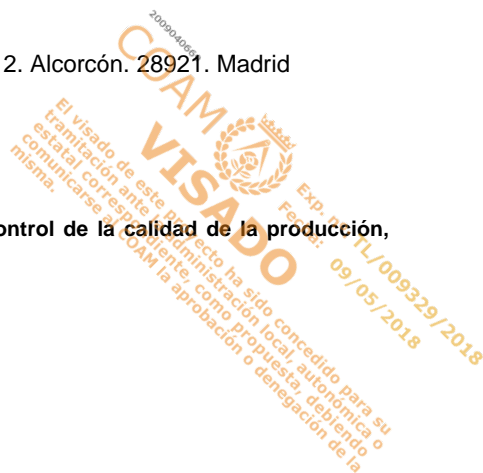 2009040660
2. Alcorcón. 28921. Madrid
COAM
VISADO
Exp. nº TL/009329/2018
Fecha: 09/05/2018
El visado de este proyecto ha sido concedido para su
tramitación ante la administración local, autonómica o
estatal correspondiente, como propuesta, debiendo
comunicarse al COAM la aprobación o denegación de la
misma.
ontrol de la calidad de la producción,